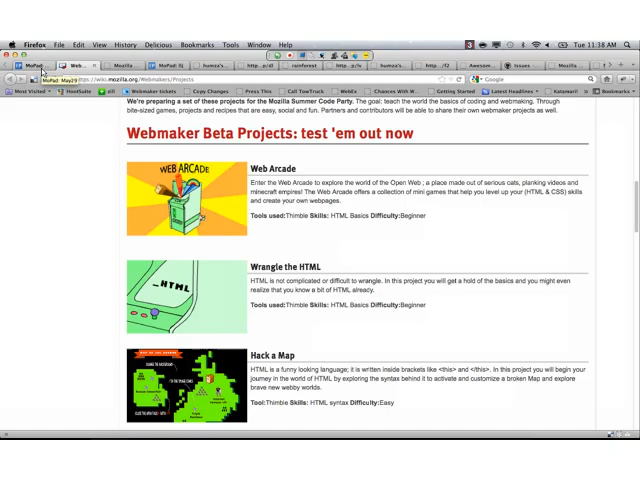 Firefox File Edit View History Delicious Bookmarks Tools Window Help Tue 11:38 AM
MoPad: Web... Mozilla... MoPad: IIj huma's... http...p/dl rainforest http...p/iv huma's... http...p/f2 Awesom... Issues - Mozilla...
MoPad: May29
https://wiki.mozilla.org/Webmakers/Projects Google
Most Visited HootSuite Webmaker tickets Copy Changes Press This Call TowTruck WebEx Chances With W... Getting Started Latest Headlines Katamari! Bookmarks
We're preparing a set of these projects for the Mozilla Summer Code Party. The goal: teach the world the basics of coding and webmaking. Through
bite-sized games, projects and recipes that are easy, social and fun. Partners and contributors will be able to share their own webmaker projects as well.
Webmaker Beta Projects: test 'em out now
WEB ARCADE
Web Arcade
Enter the Web Arcade to explore the world of the Open Web ; a place made out of serious cats, planking videos and
minecraft empires! The Web Arcade offers a collection of mini games that help you level up your (HTML & CSS) skills
and create your own webpages.
Tools used:Thimble Skills: HTML Basics Difficulty:Beginner
_HTML
Wrangle the HTML
HTML is not complicated or difficult to wrangle. In this project you will get a hold of the basics and you might even
realize that you know a bit of HTML already.
Tools used:Thimble Skills: HTML Basics Difficulty:Beginner
Hack a Map
HTML is a funny looking language; it is written inside brackets like <this> and </this>. In this project you will begin your
journey in the world of HTML by exploring the syntax behind it to activate and customize a broken Map and explore
brave new webby worlds.
Tool:Thimble Skills: HTML syntax Difficulty:Easy